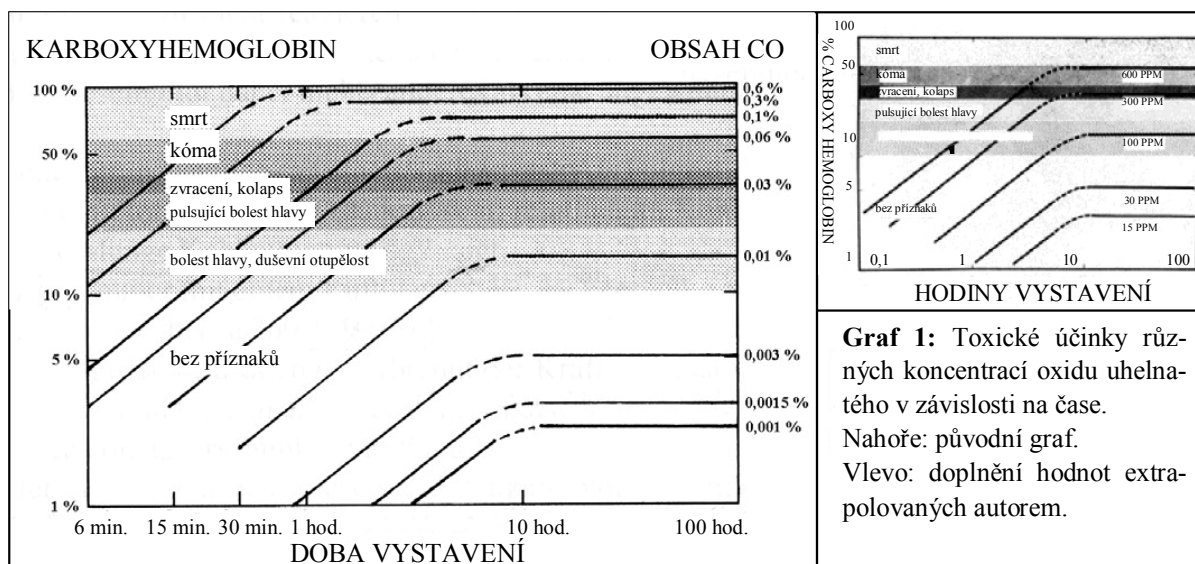 KARBOXYHEMOGLOBIN
OBSAH CO
100 %
50 %
10 %
5 %
1 %
smrt
kóma
zvracení, kolaps
pulsující bolest hlavy
bolest hlavy, duševní otupělost
bez příznaků
0,6 %
0,3%
0,1%
0,06 %
0,03 %
0,01 %
0,003 %
0,0015 %
0,001 %
6 min.
15 min.
30 min.
1 hod.
10 hod.
100 hod.
DOBA VYSTAVENÍ
% CARBOXY HEMOGLOBIN
100
50
10
5
1
smrt
kóma
zvracení, kolaps
pulsující bolest hlavy
bez příznaků
600 PPM
300 PPM
100 PPM
30 PPM
15 PPM
0,1
1
10
100
HODINY VYSTAVENÍ
Graf 1: Toxické účinky růz-
ných koncentrací oxidu uhelna-
tého v závislosti na čase.
Nahoře: původní graf.
Vlevo: doplnění hodnot extra-
polovaných autorem.